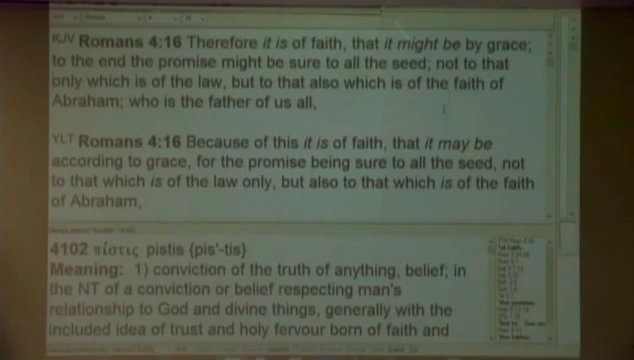 KJV Romans 4:16 Therefore it is of faith, that it might be by grace;
to the end the promise might be sure to all the seed; not to that
only which is of the law, but to that also which is of the faith of
Abraham; who is the father of us all,
YLT Romans 4:16 Because of this it is of faith, that it may be
according to grace, for the promise being sure to all the seed, not
to that which is of the law only, but also to that which is of the faith
of Abraham,
4102 πίστις pistis {pis'-tis}
Meaning: 1) conviction of the truth of anything, belief; in
the NT of a conviction or belief respecting man's
relationship to God and divine things, generally with the
included idea of trust and holy fervour born of faith and